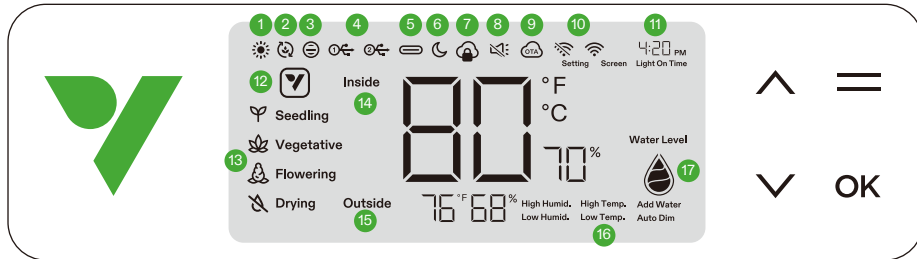 1 2 3 4 5 6 7 8 9 10 11
1 2 OTA 4:20 PM
Setting Screen Light On Time
12 Inside 80 °F
14 °C
Seedling
Vegetative
13
Flowering
Drying
70% Water Level
17
Outside 76°F 68% High Humid. High Temp. Add Water
15 Low Humid. Low Temp. Auto Dim
16
OK